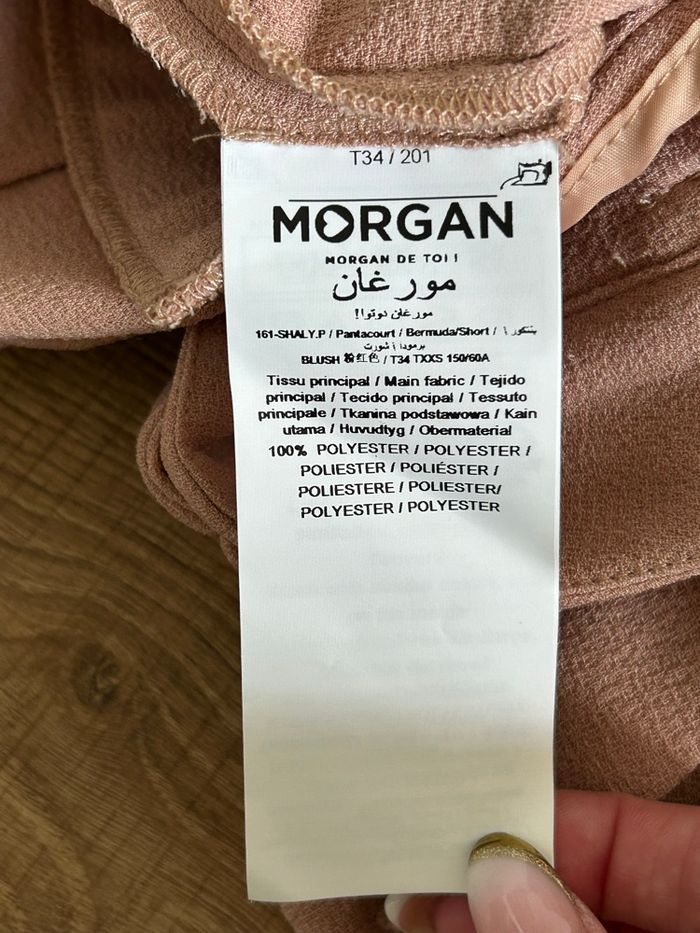 T34 / 201
MORGAN
MORGAN DE TOI !
مورغان
مورغان دوتوا!
161-SHALY.P / Pantacourt / Bermuda/Short /
برمودا / شورت
BLUSH 粉红色 / T34 TXXS 150/60A
Tissu principal / Main fabric / Tejido
principal / Tecido principal / Tessuto
principale / Tkanina podstawowa / Kain
utama / Huvudtyg / Obermaterial
100% POLYESTER / POLYESTER /
POLIESTER / POLIÉSTER /
POLIESTERE / POLIESTER/
POLYESTER / POLYESTER